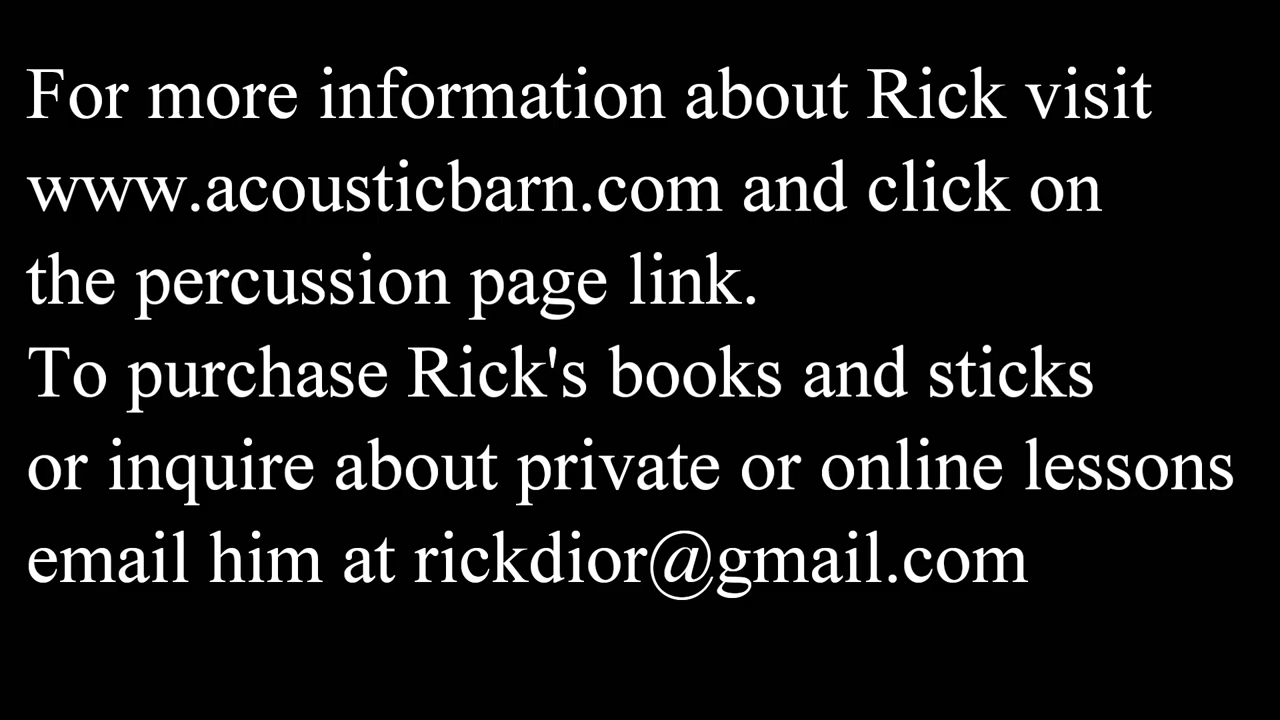 For more information about Rick visit
www.acousticbarn.com and click on
the percussion page link.
To purchase Rick's books and sticks
or inquire about private or online lessons
email him at rickdior@gmail.com